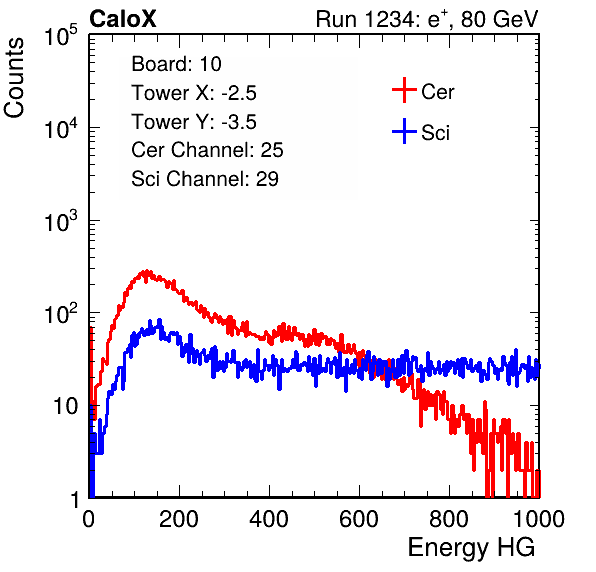 CaloX Run 1234: e⁺, 80 GeV
Counts
10⁵
10⁴
10³
10²
10
1
Board: 10
Tower X: -2.5
Tower Y: -3.5
Cer Channel: 25
Sci Channel: 29
Cer
Sci
0 200 400 600 800 1000
Energy HG